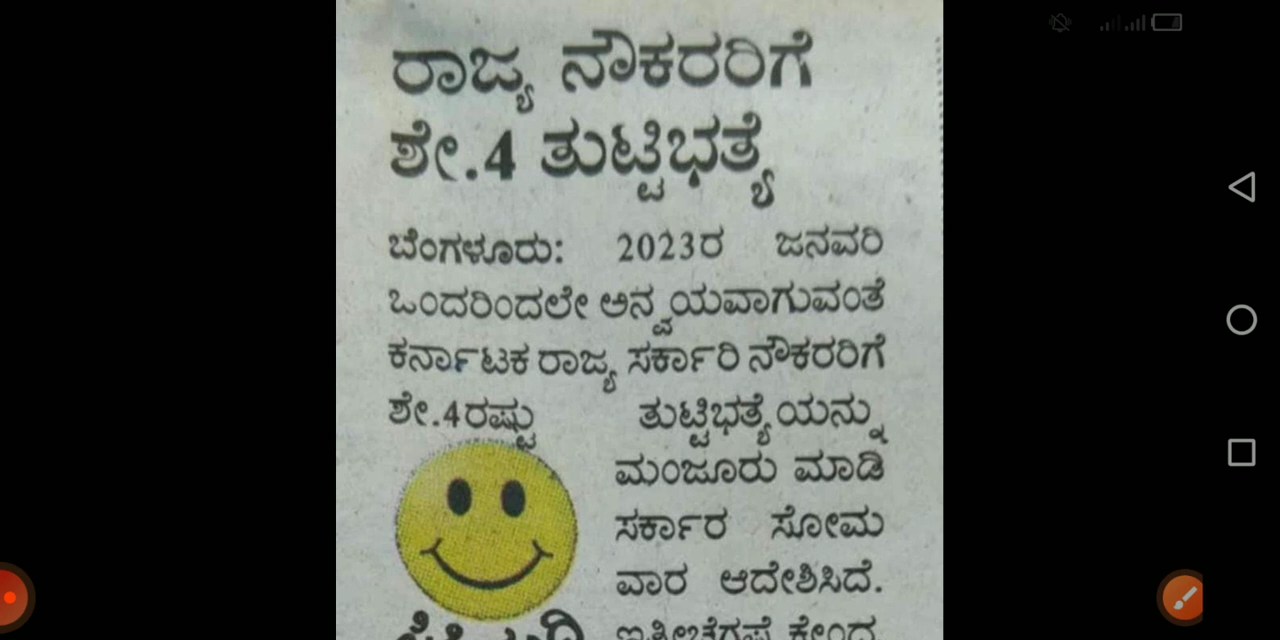 ರಾಜ್ಯ ನೌಕರರಿಗೆ
ಶೇ.4 ತುಟ್ಟಿಭತ್ಯೆ
ಬೆಂಗಳೂರು: 2023ರ ಜನವರಿ
ಒಂದರಿಂದಲೇ ಅನ್ವಯವಾಗುವಂತೆ
ಕರ್ನಾಟಕ ರಾಜ್ಯ ಸರ್ಕಾರಿ ನೌಕರರಿಗೆ
ಶೇ.4ರಷ್ಟು ತುಟ್ಟಿಭತ್ಯೆಯನ್ನು
ಮಂಜೂರು ಮಾಡಿ
ಸರ್ಕಾರ ಸೋಮ
ವಾರ ಆದೇಶಿಸಿದೆ.